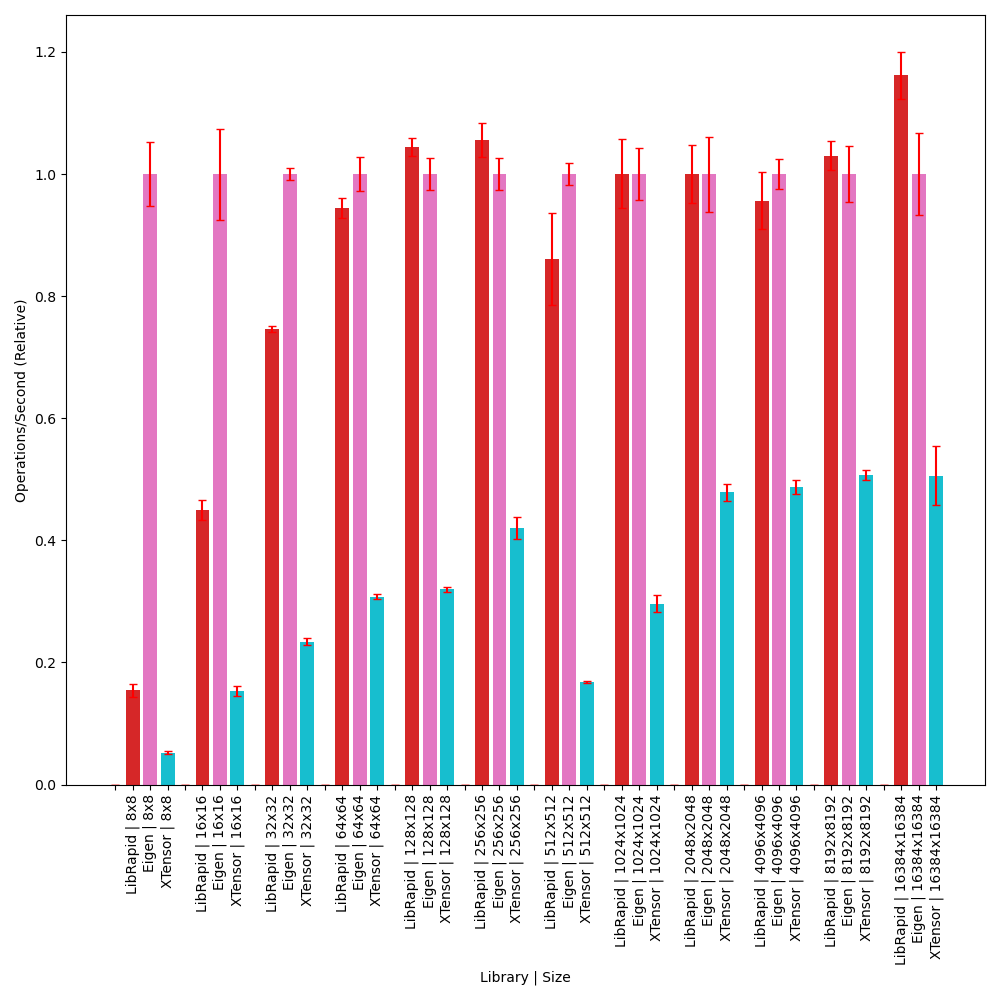 1.2
1.0
0.8
0.6
0.4
0.2
0.0
Operations/Second (Relative)
LibRapid | 8x8
Eigen | 8x8
XTensor | 8x8
LibRapid | 16x16
Eigen | 16x16
XTensor | 16x16
LibRapid | 32x32
Eigen | 32x32
XTensor | 32x32
LibRapid | 64x64
Eigen | 64x64
XTensor | 64x64
LibRapid | 128x128
Eigen | 128x128
XTensor | 128x128
LibRapid | 256x256
Eigen | 256x256
XTensor | 256x256
LibRapid | 512x512
Eigen | 512x512
XTensor | 512x512
LibRapid | 1024x1024
Eigen | 1024x1024
XTensor | 1024x1024
LibRapid | 2048x2048
Eigen | 2048x2048
XTensor | 2048x2048
LibRapid | 4096x4096
Eigen | 4096x4096
XTensor | 4096x4096
LibRapid | 8192x8192
Eigen | 8192x8192
XTensor | 8192x8192
LibRapid | 16384x16384
Eigen | 16384x16384
XTensor | 16384x16384
Library | Size